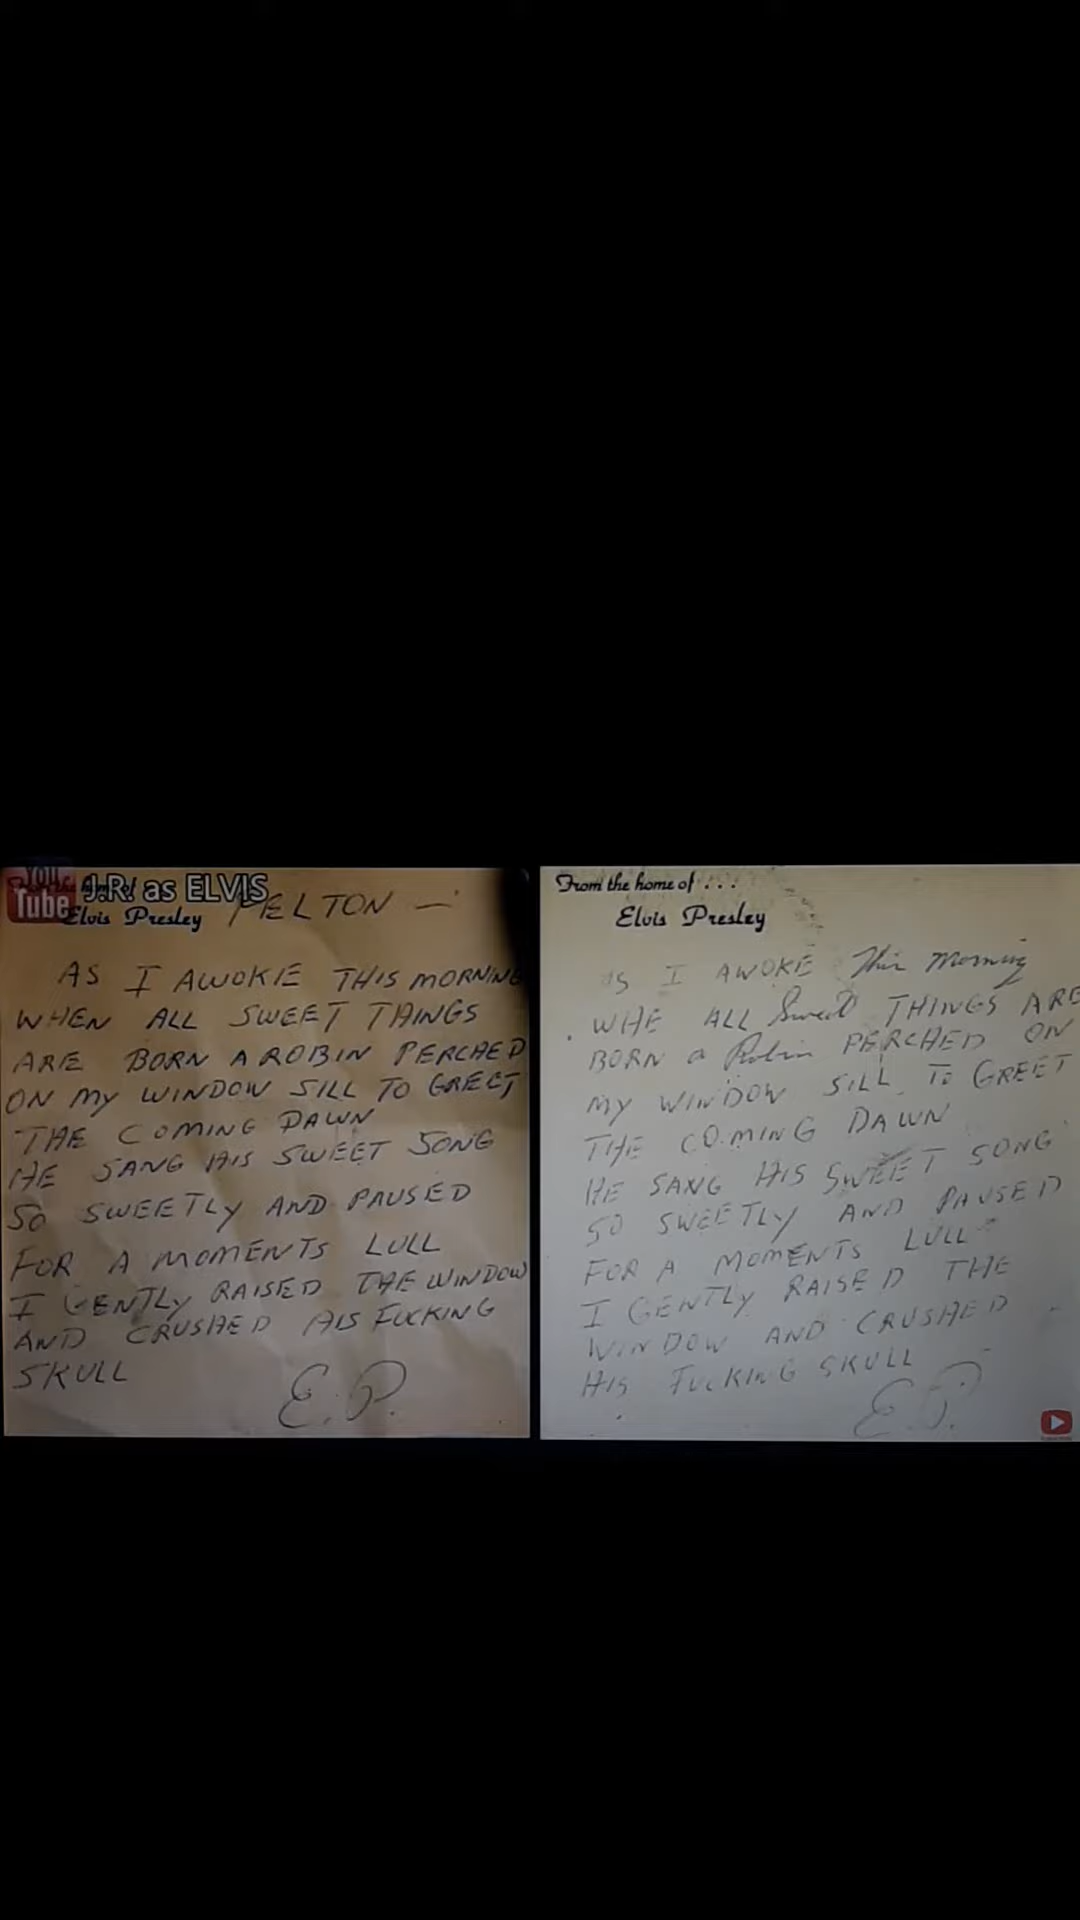 You
Tube
J.R. as ELVIS
Elvis Presley
PELTON —
AS I AWOKE THIS MORNING
WHEN ALL SWEET THINGS
ARE BORN A ROBIN PERCHED
ON MY WINDOW SILL TO GREET
THE COMING DAWN
HE SANG HIS SWEET SONG
SO SWEETLY AND PAUSED
FOR A MOMENTS LULL
I GENTLY RAISED THE WINDOW
AND CRUSHED HIS FUCKING
SKULL
E.P.
From the home of . . .
Elvis Presley
AS I AWOKE This Morning
WHE ALL Sweet THINGS ARE
BORN a Robin PERCHED ON
MY WINDOW SILL TO GREET
THE COMING DAWN
HE SANG HIS SWEET SONG
SO SWEETLY AND PAUSED
FOR A MOMENTS LULL
I GENTLY RAISED THE
WINDOW AND CRUSHED
HIS FUCKING SKULL
E.P.